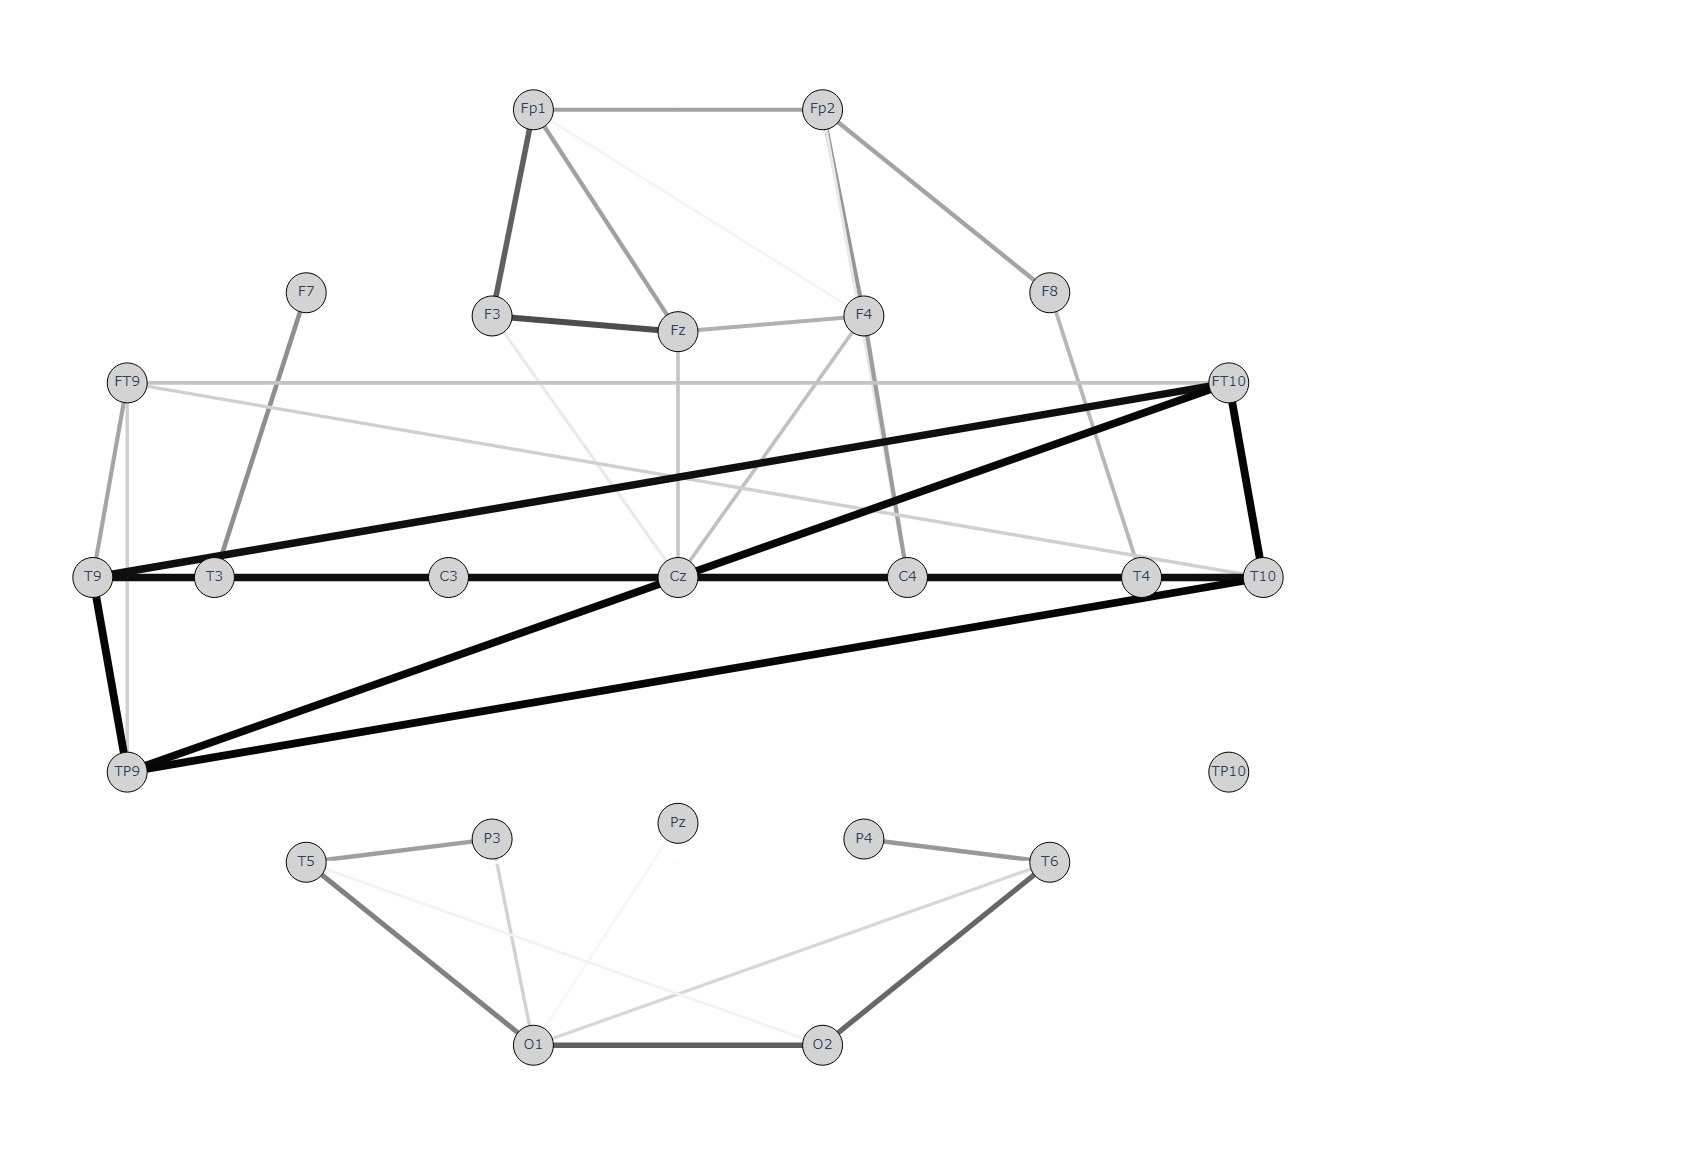 Fp1 Fp2
F7 F3 Fz F4 F8
FT9 FT10
T9 T3 C3 Cz C4 T4 T10
TP9 TP10
T5 P3 Pz P4 T6
O1 O2